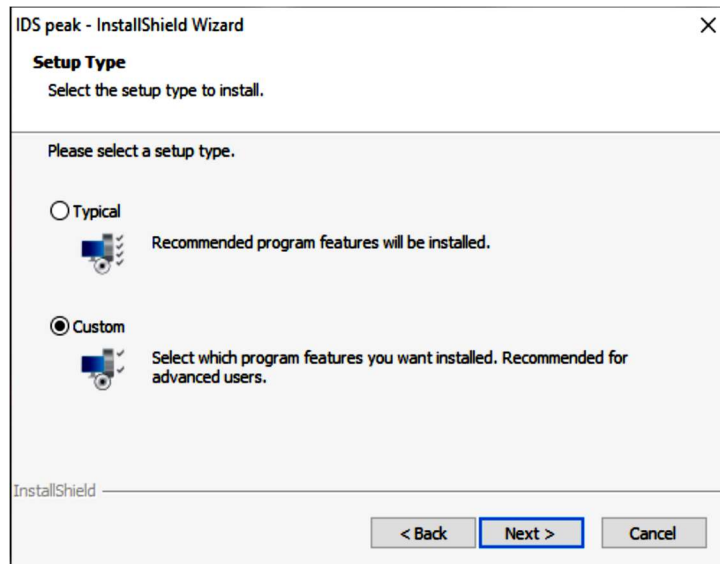 IDS peak - InstallShield Wizard
Setup Type
Select the setup type to install.
Please select a setup type.
Typical
Recommended program features will be installed.
Custom
Select which program features you want installed. Recommended for
advanced users.
InstallShield
< Back
Next >
Cancel